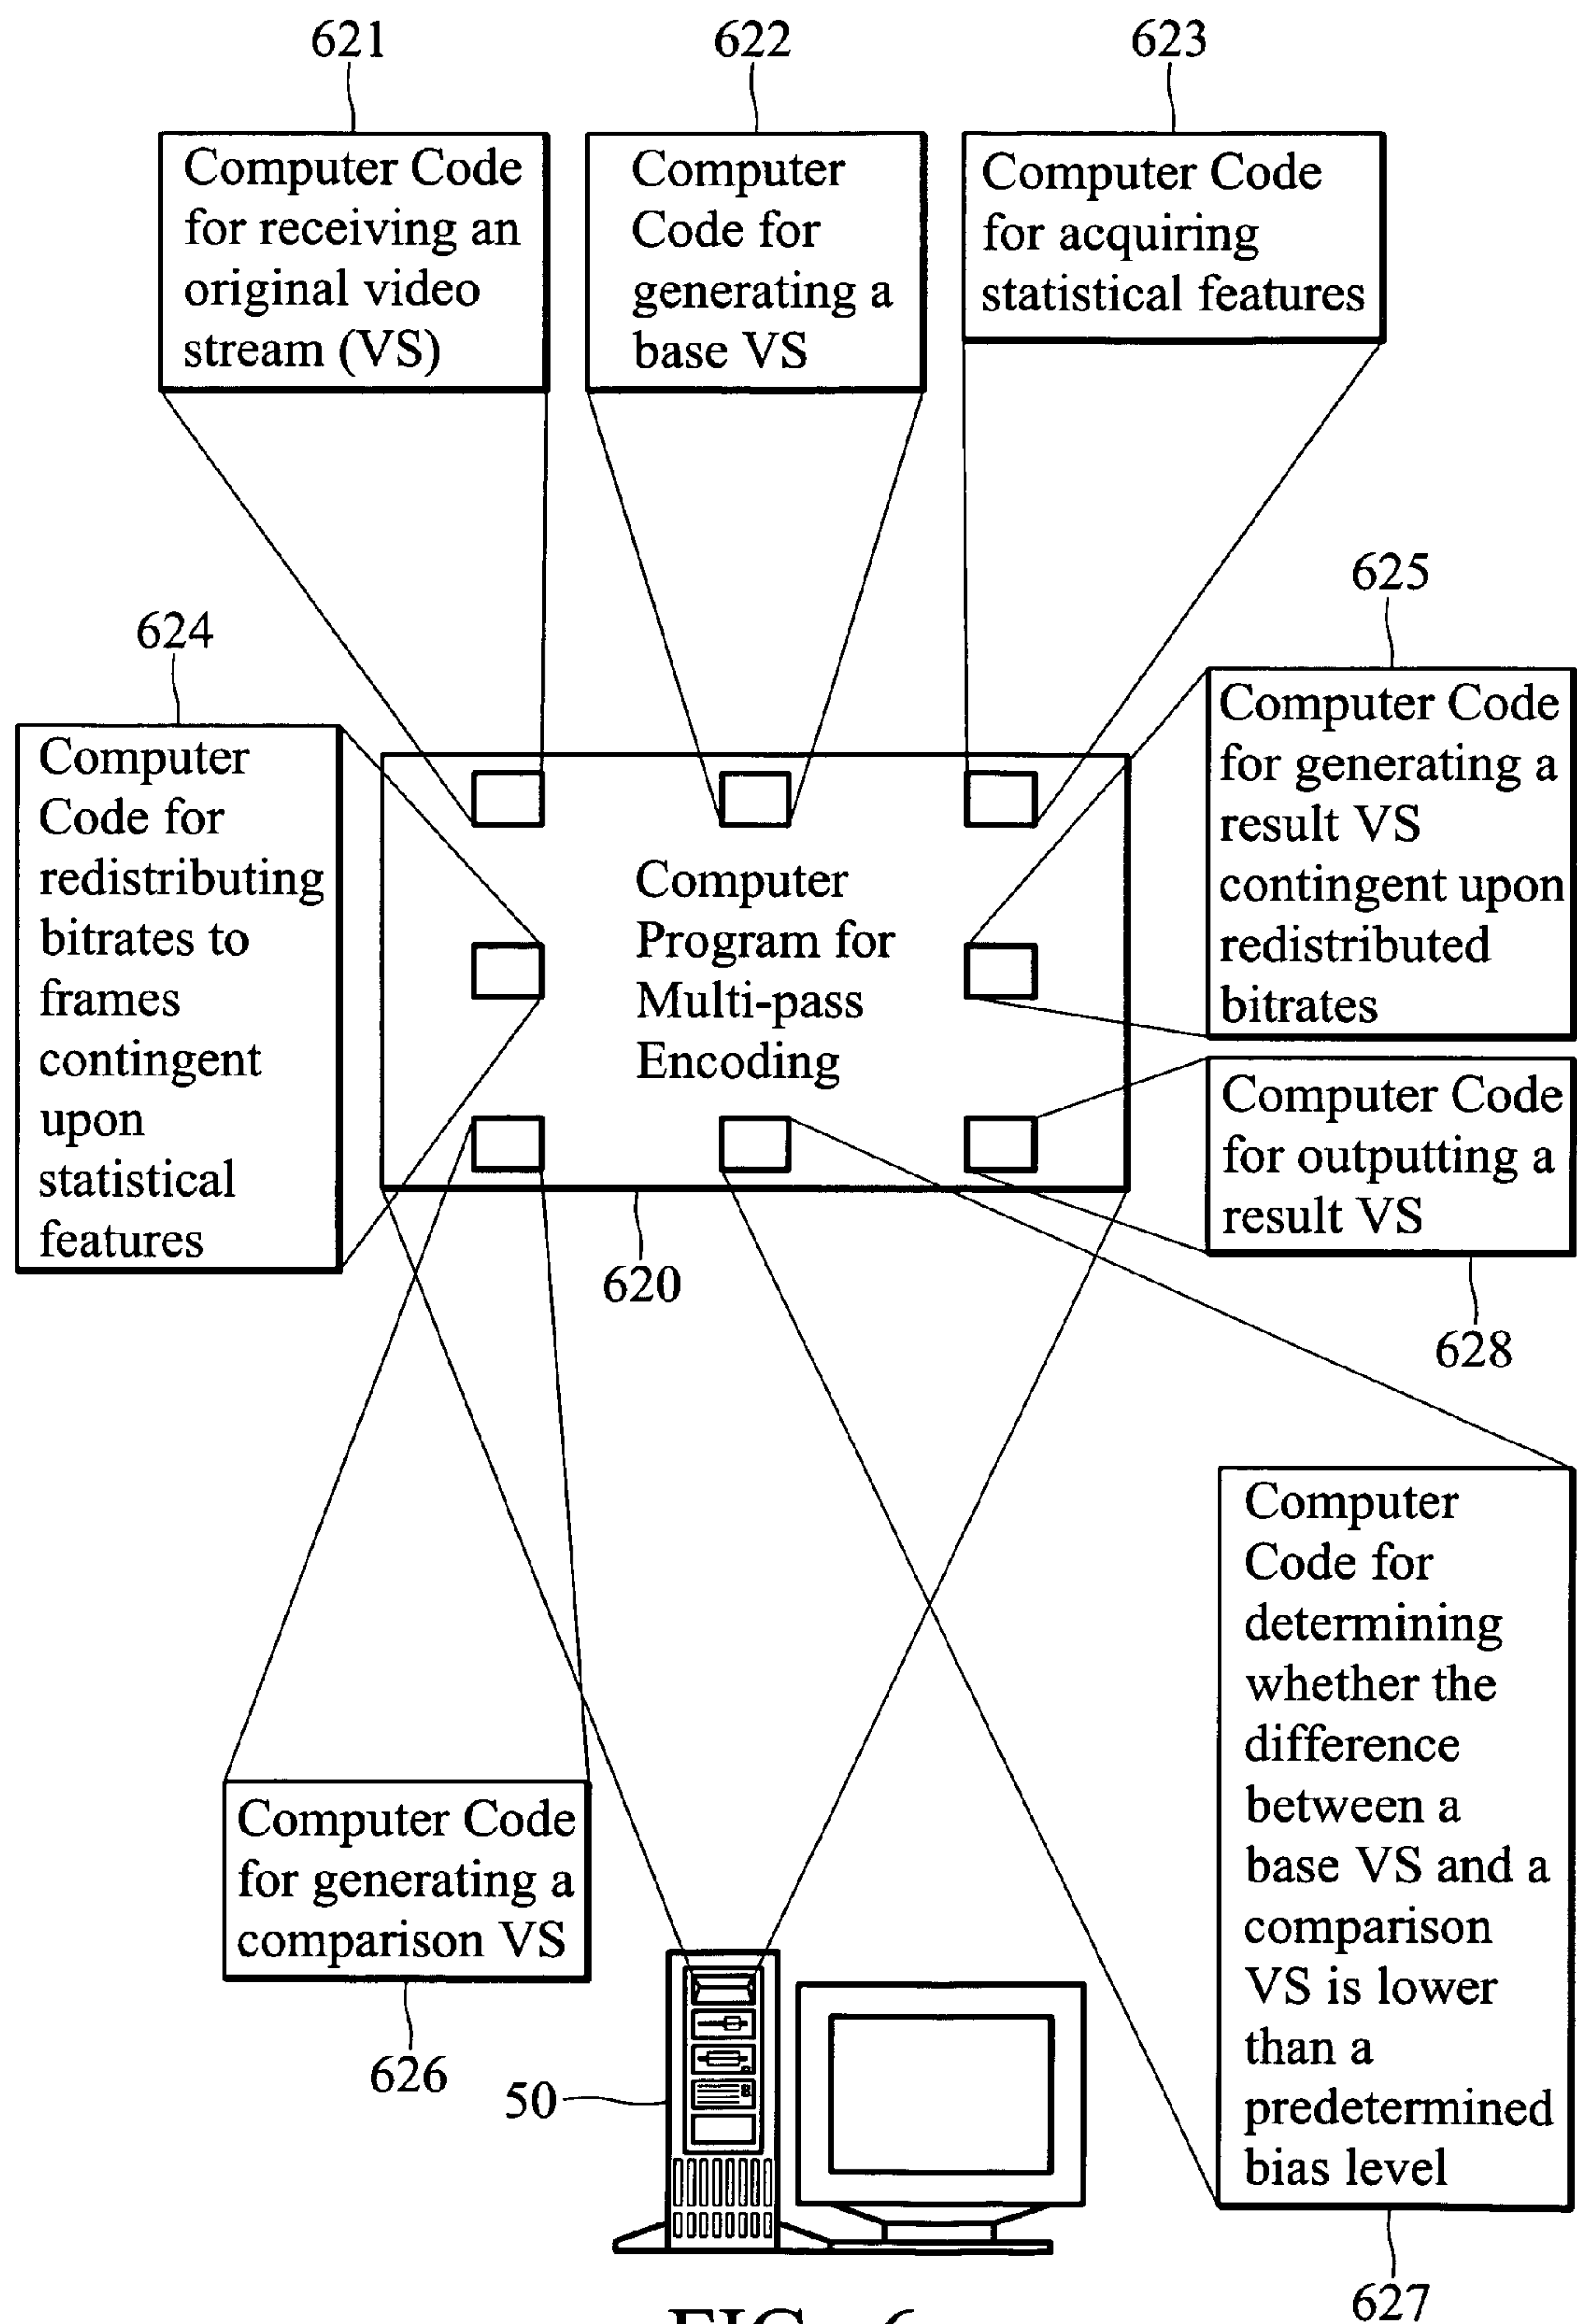 621
622
623
Computer Code
for receiving an
original video
stream (VS)
Computer
Code for
generating a
base VS
Computer Code
for acquiring
statistical features
624
625
Computer
Code for
redistributing
bitrates to
frames
contingent
upon
statistical
features
Computer
Program for
Multi-pass
Encoding
Computer Code
for generating a
result VS
contingent upon
redistributed
bitrates
Computer Code
for outputting a
result VS
620
628
Computer Code
for generating a
comparison VS
626
50
Computer
Code for
determining
whether the
difference
between a
base VS and a
comparison
VS is lower
than a
predetermined
bias level
627
FIG. 6